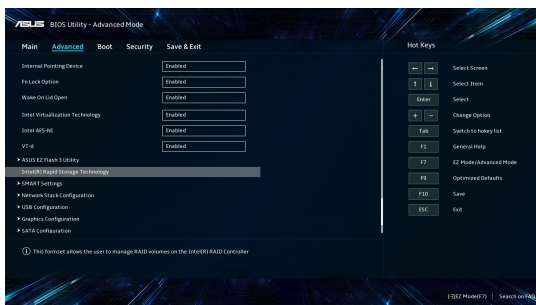 ASUS BIOS Utility - Advanced Mode
Main Advanced Boot Security Save & Exit
Hot Keys
Internal Pointing Device Enabled
Fn Lock Option Enabled
Wake On Lid Open Enabled
Intel Virtualization Technology Enabled
Intel AES-NI Enabled
VT-d Enabled
> ASUS EZ Flash 3 Utility
Intel(R) Rapid Storage Technology
> SMART Settings
> Network Stack Configuration
> USB Configuration
> Graphics Configuration
> SATA Configuration
← → Select Screen
↑ ↓ Select Item
Enter Select
+ - Change Option
Tab Switch to hokey list
F1 General Help
F7 EZ Mode/Advanced Mode
F9 Optimized Defaults
F10 Save
ESC Exit
i This formset allows the user to manage RAID volumes on the Intel(R) RAID Controller
EZ Mode(F7) | Search on FAQ